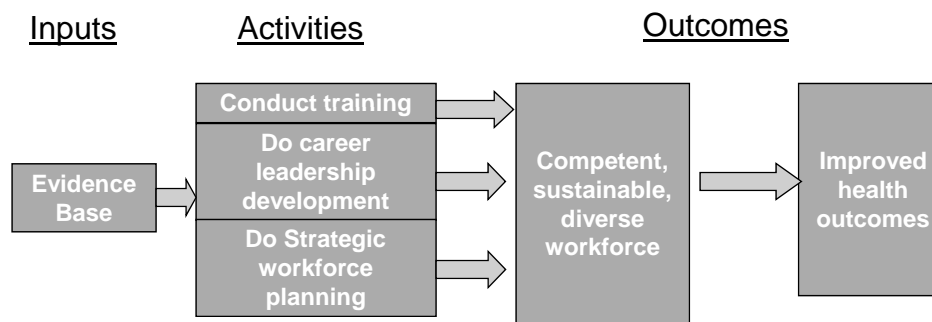 Inputs
Activities
Outcomes
Evidence
Base
Conduct training
Do career
leadership
development
Do Strategic
workforce
planning
Competent,
sustainable,
diverse
workforce
Improved
health
outcomes